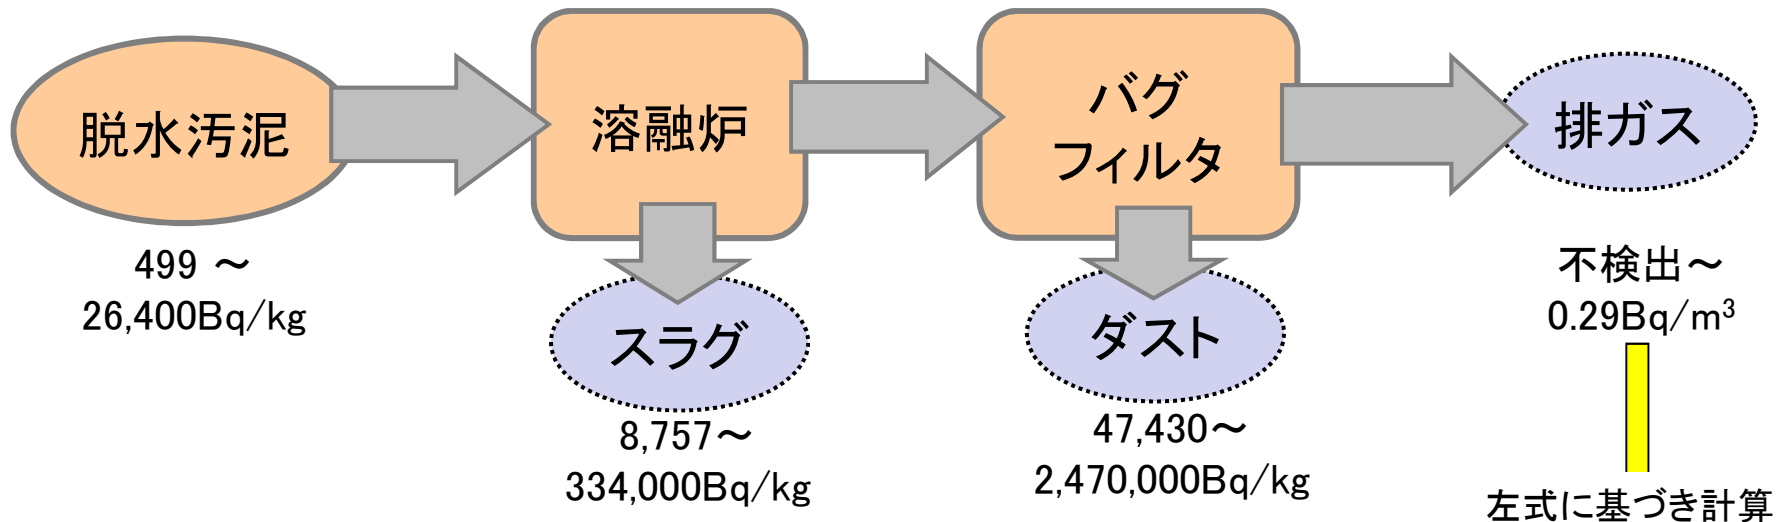 脱水汚泥
499 ～
26,400Bq/kg
溶融炉
スラグ
8,757～
334,000Bq/kg
バグ
フィルタ
ダスト
47,430～
2,470,000Bq/kg
排ガス
不検出～
0.29Bq/m³
左式に基づき計算